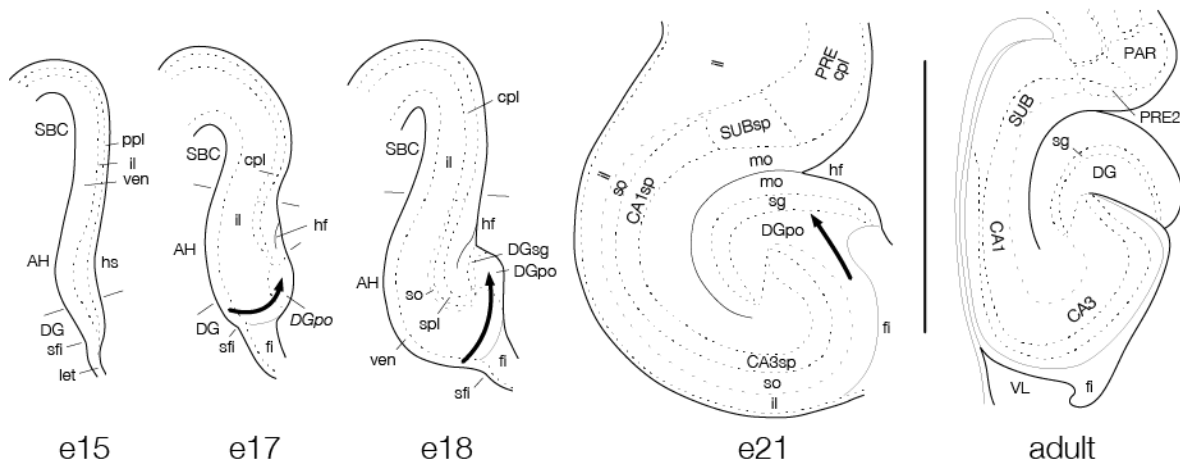 SBC
ppl
il
ven
AH
hs
DG
sfi
let
e15
SBC
cpl
il
hf
AH
DG
DGpo
sfi
fi
e17
cpl
SBC
il
hf
DGsg
DGpo
AH
so
spl
ven
fi
sfi
e18
il
PRE
cpl
SUBsp
mo
hf
il
so
CA1sp
mo
sg
DGpo
fi
CA3sp
so
il
e21
PAR
SUB
PRE2
sg
DG
CA1
CA3
VL
fi
adult